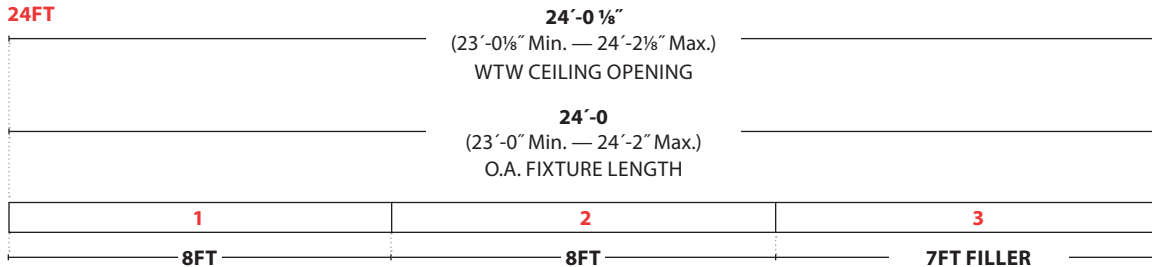 24FT
24´-0 ⅛˝
(23´-0⅛˝ Min. — 24´-2⅛˝ Max.)
WTW CEILING OPENING
24´-0
(23´-0˝ Min. — 24´-2˝ Max.)
O.A. FIXTURE LENGTH
1 2 3
8FT 8FT 7FT FILLER